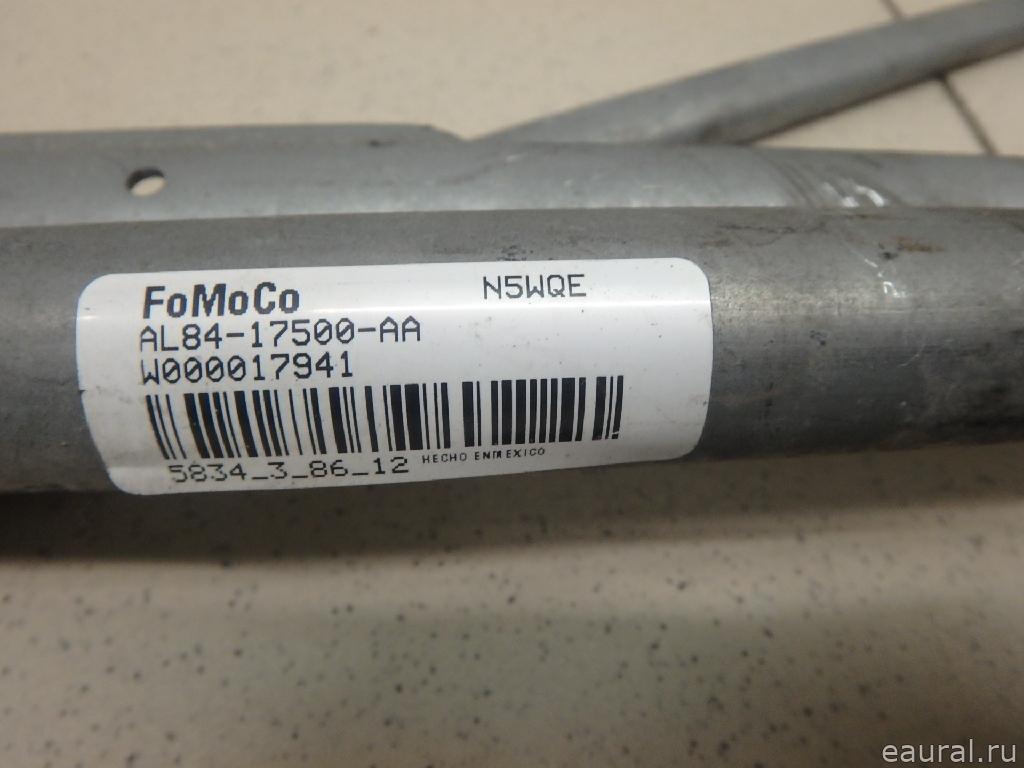 FoMoCo N5WQE
AL84-17500-AA
W000017941
5834_3_86_12 HECHO EN MEXICO
eaural.ru